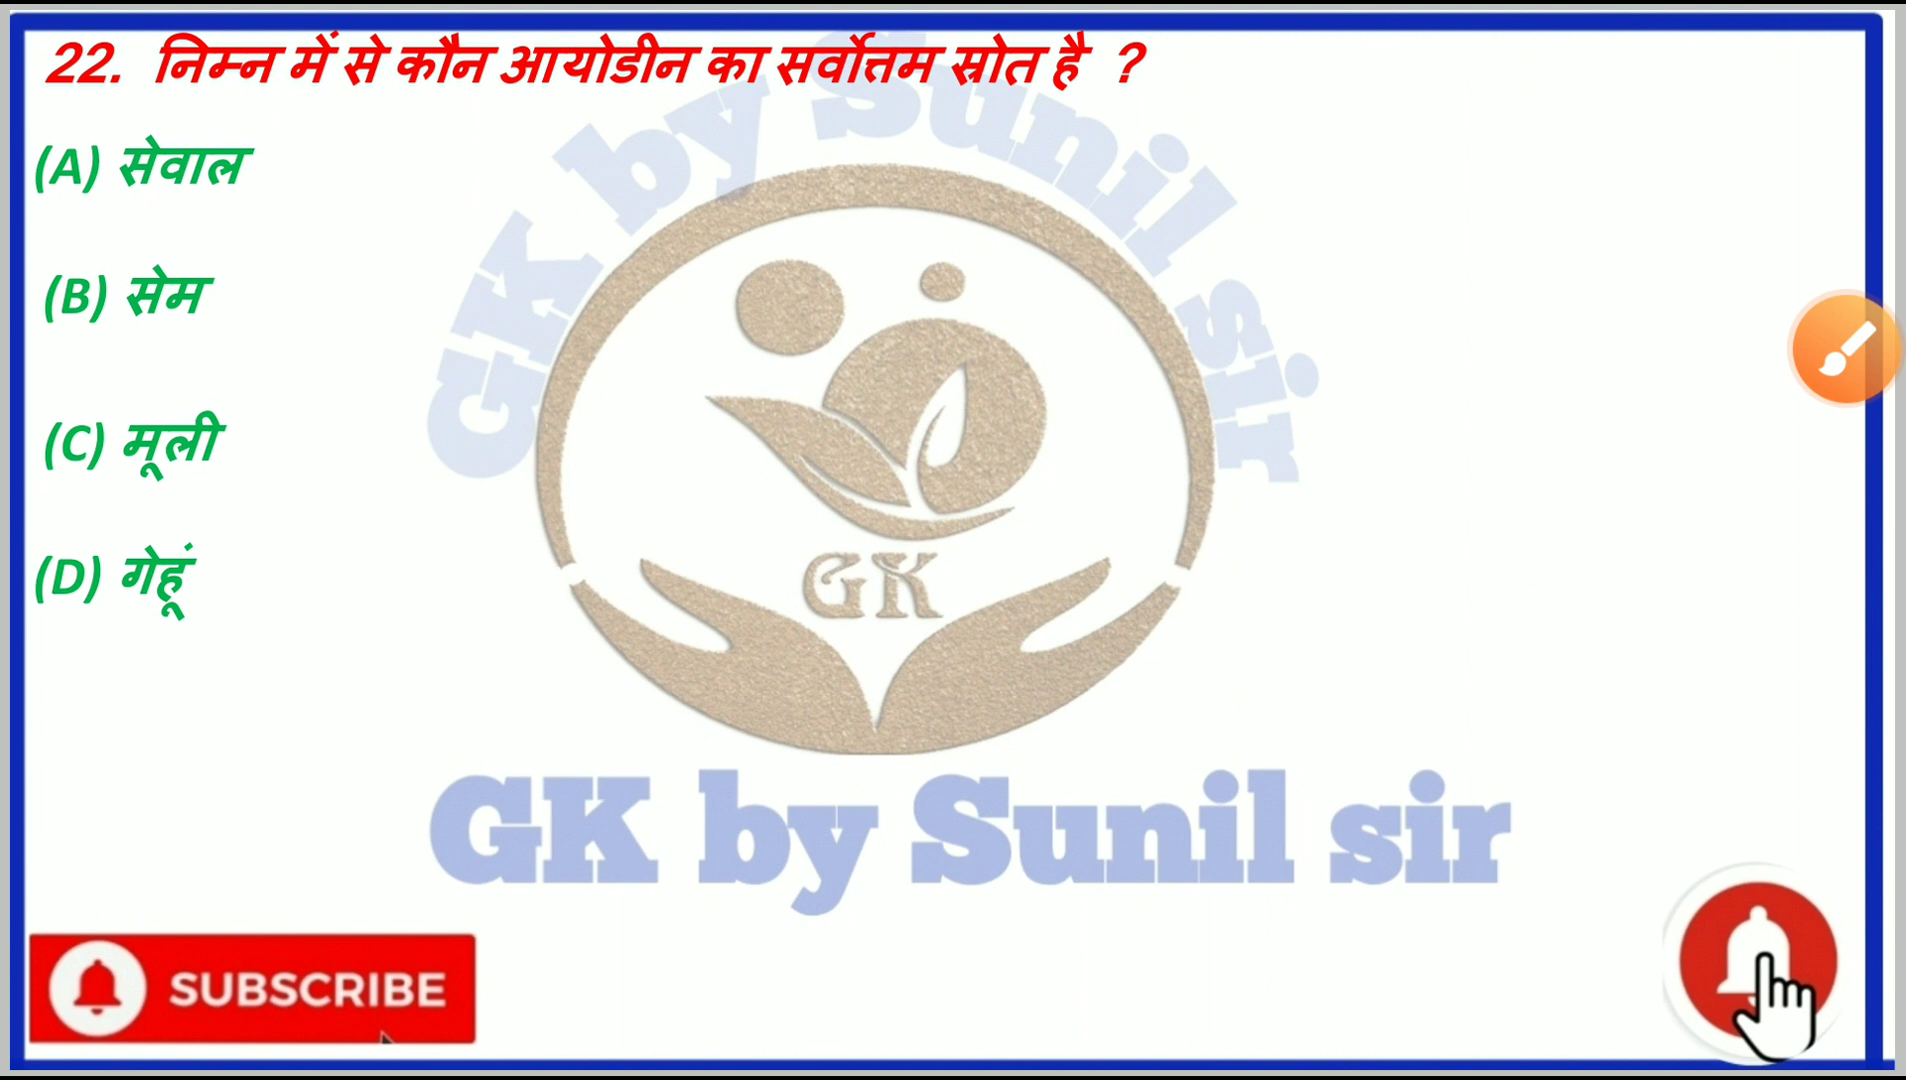 22. निम्न में से कौन आयोडीन का सर्वोत्तम स्रोत है ?
GK by Sunil sir
(A) सेवाल
(B) सेम
(C) मूली
(D) गेहूं
GK
GK by Sunil sir
SUBSCRIBE